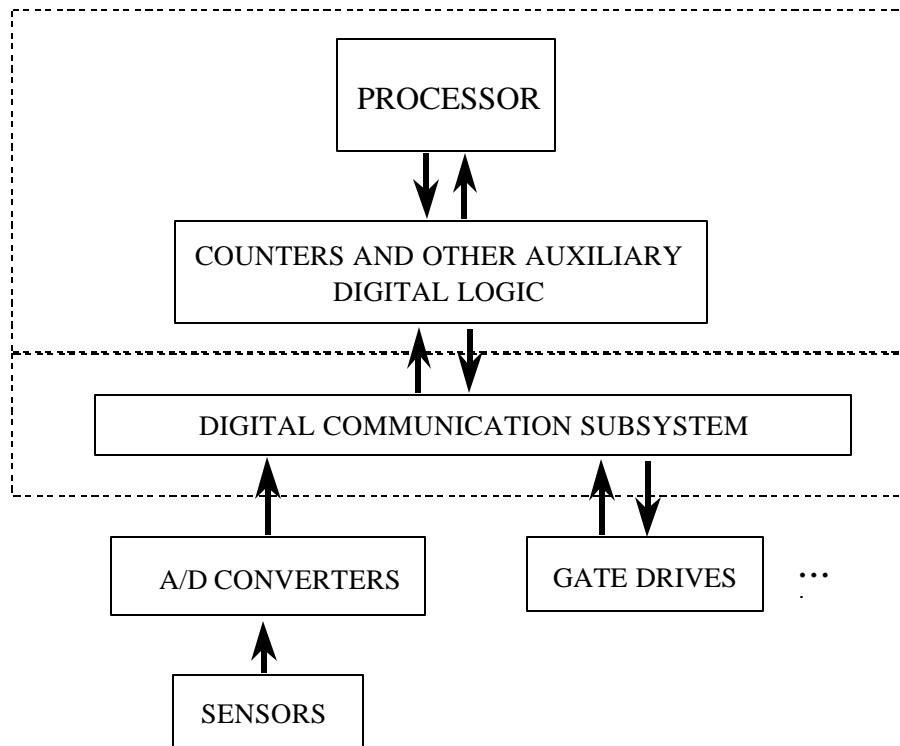 PROCESSOR
COUNTERS AND OTHER AUXILIARY
DIGITAL LOGIC
DIGITAL COMMUNICATION SUBSYSTEM
A/D CONVERTERS
GATE DRIVES
...
.
SENSORS